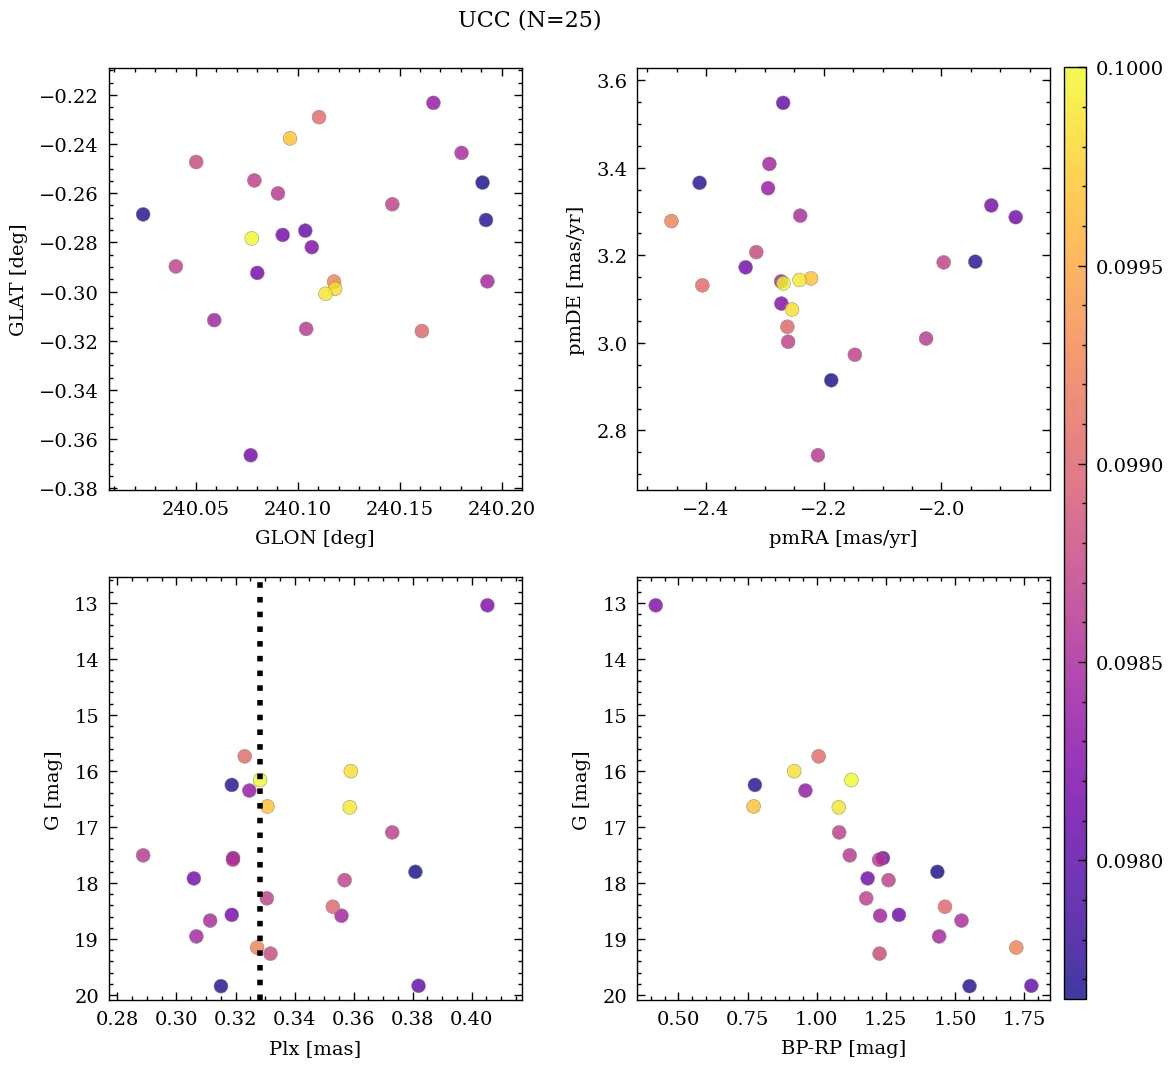 UCC (N=25)
−0.22
−0.24
−0.26
−0.28
−0.30
−0.32
−0.34
−0.36
−0.38
GLAT [deg]
240.05 240.10 240.15 240.20
GLON [deg]
3.6
3.4
3.2
3.0
2.8
pmDE [mas/yr]
−2.4 −2.2 −2.0
pmRA [mas/yr]
13
14
15
16
17
18
19
20
G [mag]
0.28 0.30 0.32 0.34 0.36 0.38 0.40
Plx [mas]
13
14
15
16
17
18
19
20
G [mag]
0.50 0.75 1.00 1.25 1.50 1.75
BP-RP [mag]
0.1000
0.0995
0.0990
0.0985
0.0980